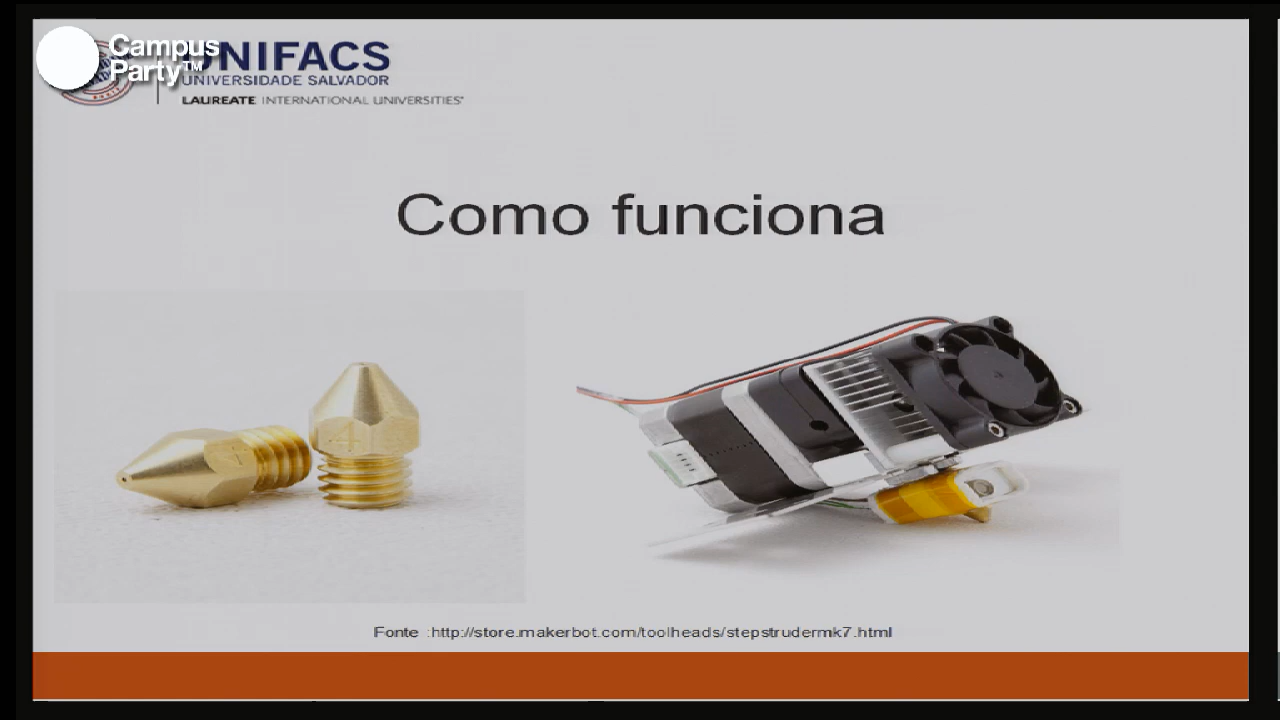 Campus
Party™
UNIFACS
UNIVERSIDADE SALVADOR
LAUREATE INTERNATIONAL UNIVERSITIES®
Como funciona
Fonte :http://store.makerbot.com/toolheads/stepstrudermk7.html